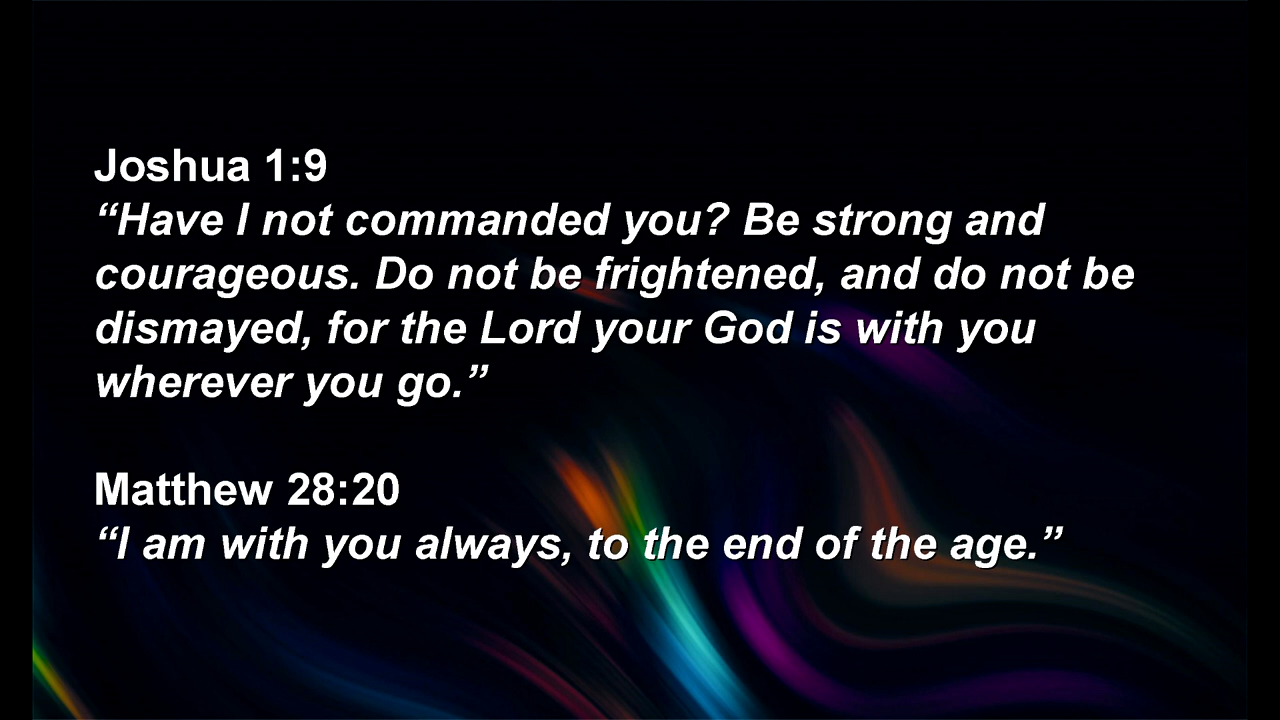 Joshua 1:9
“Have I not commanded you? Be strong and
courageous. Do not be frightened, and do not be
dismayed, for the Lord your God is with you
wherever you go.”
Matthew 28:20
“I am with you always, to the end of the age.”